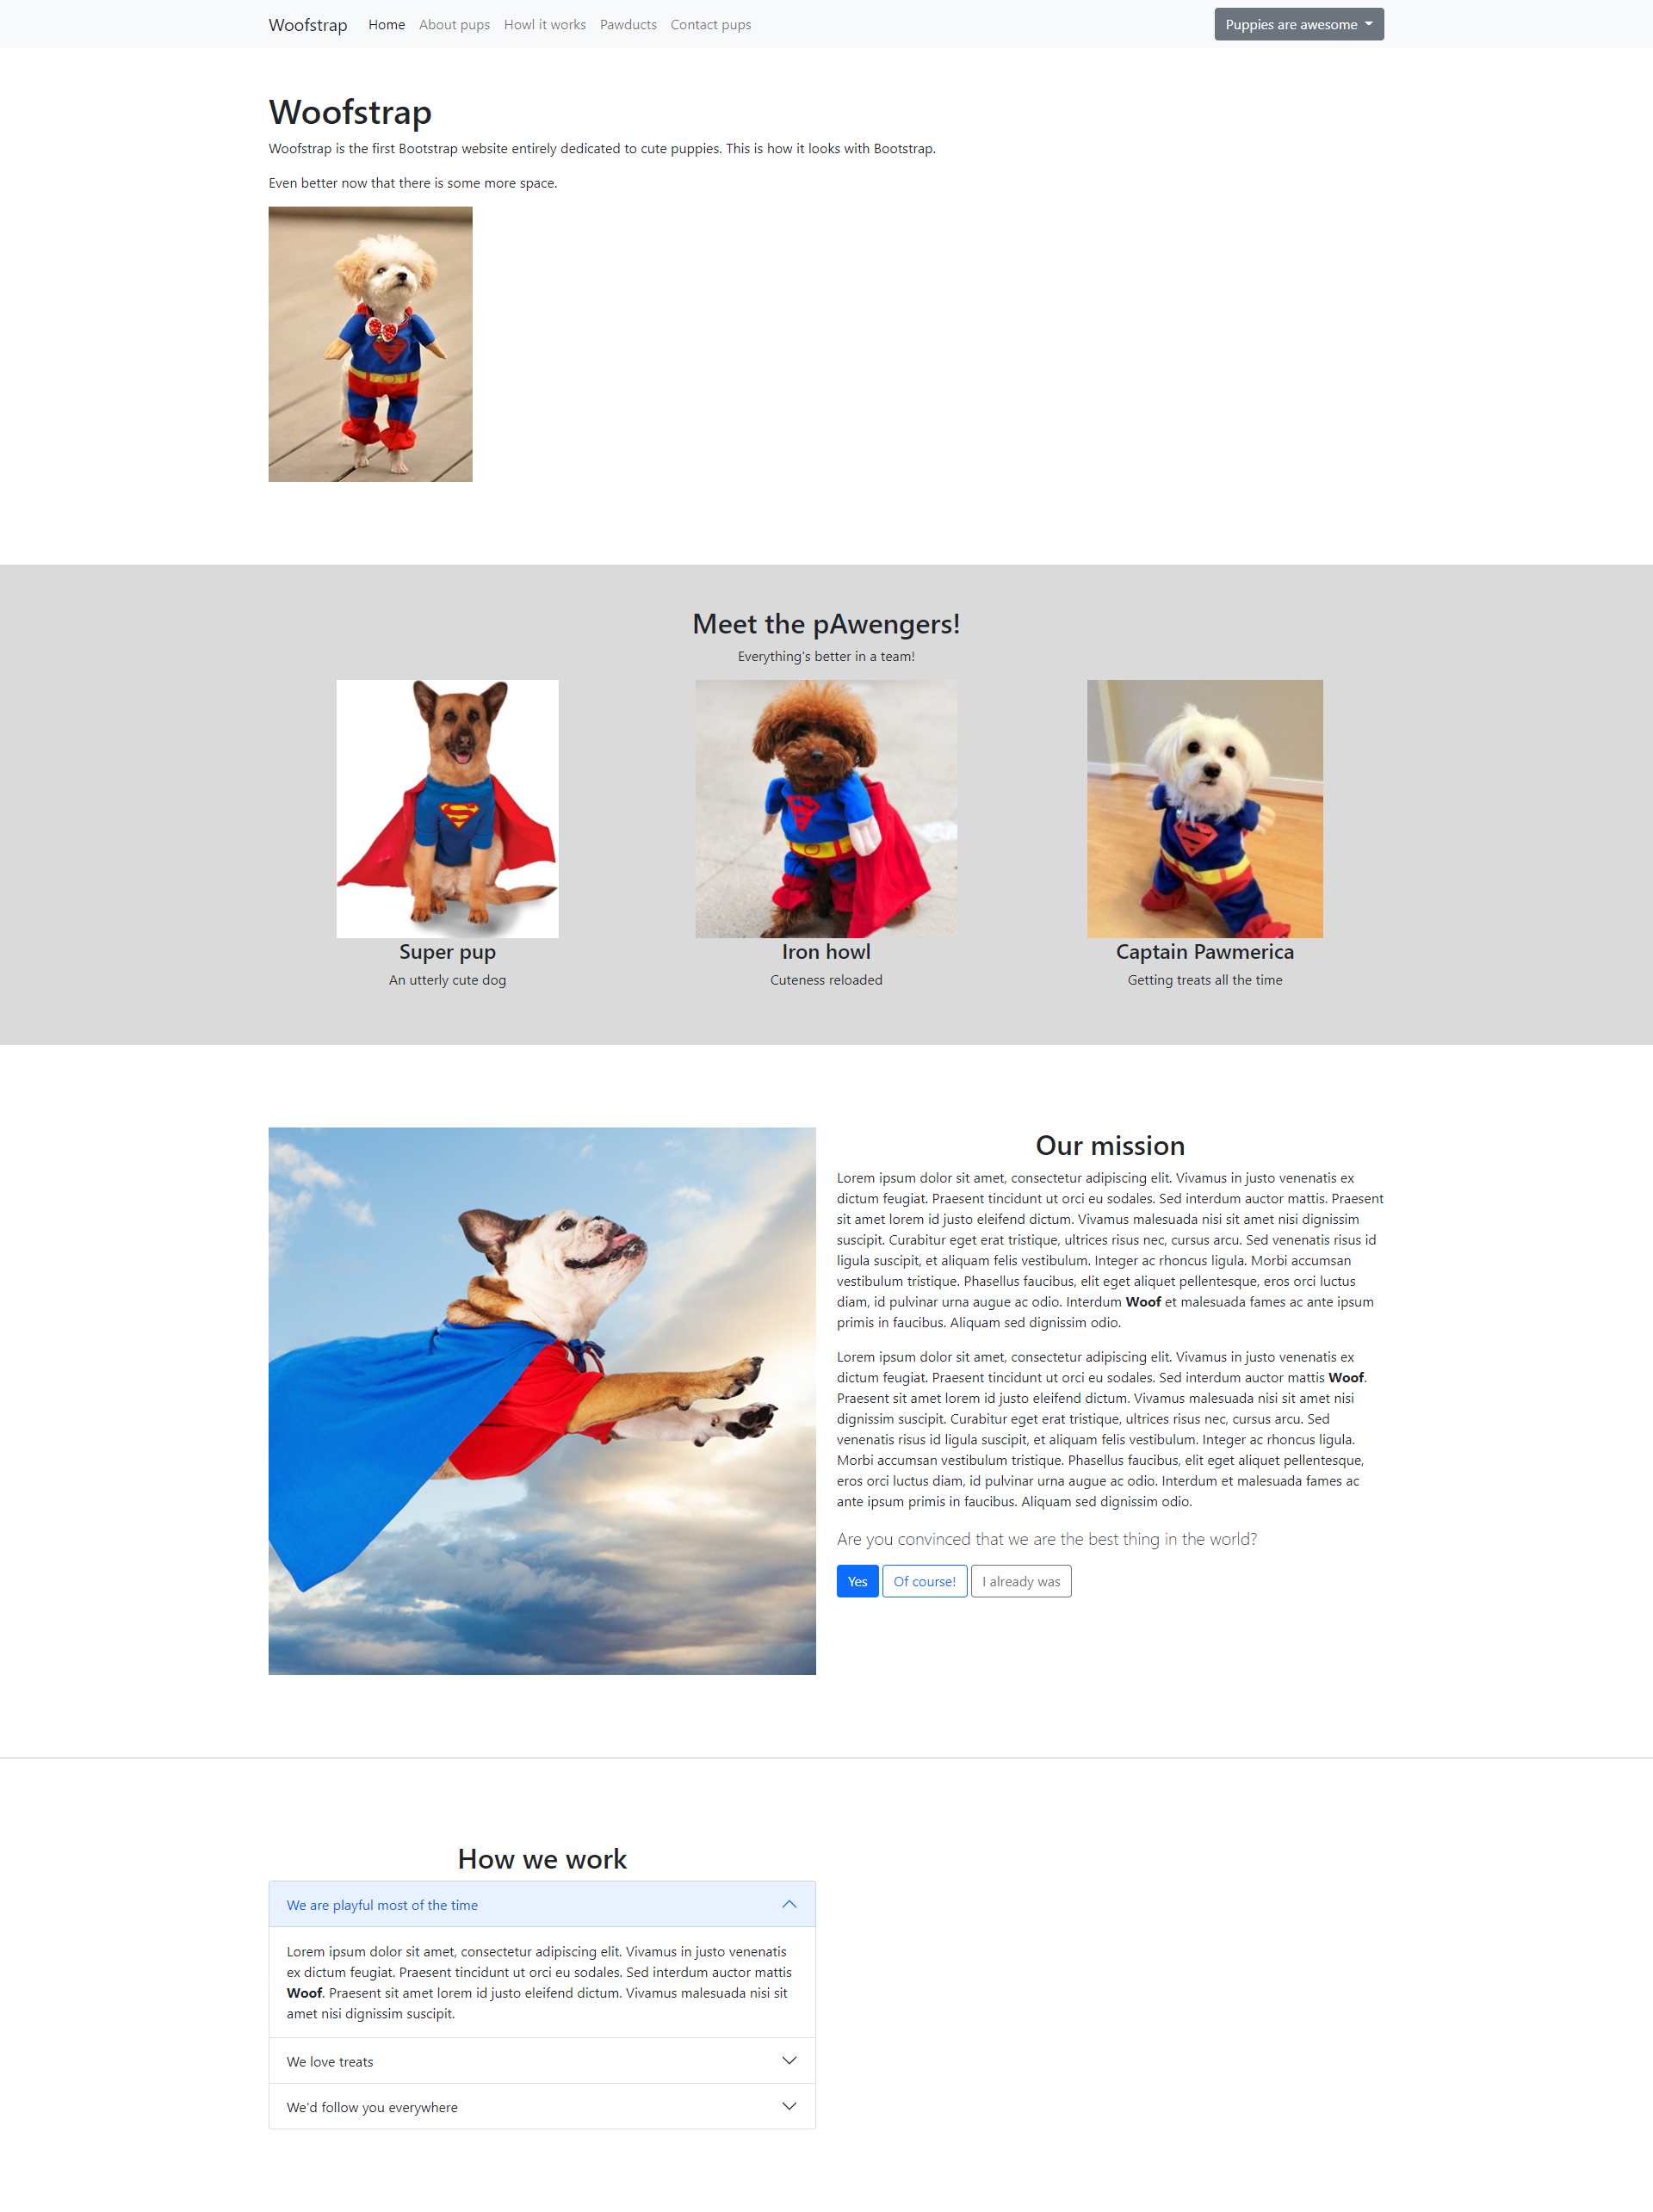 Woofstrap Home About pups Howl it works Pawducts Contact pups Puppies are awesome
Woofstrap
Woofstrap is the first Bootstrap website entirely dedicated to cute puppies. This is how it looks with Bootstrap.
Even better now that there is some more space.
Meet the pAwengers!
Everything's better in a team!
Super pup
An utterly cute dog
Iron howl
Cuteness reloaded
Captain Pawmerica
Getting treats all the time
Our mission
Lorem ipsum dolor sit amet, consectetur adipiscing elit. Vivamus in justo venenatis ex
dictum feugiat. Praesent tincidunt ut orci eu sodales. Sed interdum auctor mattis. Praesent
sit amet lorem id justo eleifend dictum. Vivamus malesuada nisi sit amet nisi dignissim
suscipit. Curabitur eget erat tristique, ultrices risus nec, cursus arcu. Sed venenatis risus id
ligula suscipit, et aliquam felis vestibulum. Integer ac rhoncus ligula. Morbi accumsan
vestibulum tristique. Phasellus faucibus, elit eget aliquet pellentesque, eros orci luctus
diam, id pulvinar urna augue ac odio. Interdum Woof et malesuada fames ac ante ipsum
primis in faucibus. Aliquam sed dignissim odio.
Lorem ipsum dolor sit amet, consectetur adipiscing elit. Vivamus in justo venenatis ex
dictum feugiat. Praesent tincidunt ut orci eu sodales. Sed interdum auctor mattis Woof.
Praesent sit amet lorem id justo eleifend dictum. Vivamus malesuada nisi sit amet nisi
dignissim suscipit. Curabitur eget erat tristique, ultrices risus nec, cursus arcu. Sed
venenatis risus id ligula suscipit, et aliquam felis vestibulum. Integer ac rhoncus ligula.
Morbi accumsan vestibulum tristique. Phasellus faucibus, elit eget aliquet pellentesque,
eros orci luctus diam, id pulvinar urna augue ac odio. Interdum et malesuada fames ac
ante ipsum primis in faucibus. Aliquam sed dignissim odio.
Are you convinced that we are the best thing in the world?
Yes Of course! I already was
How we work
We are playful most of the time
Lorem ipsum dolor sit amet, consectetur adipiscing elit. Vivamus in justo venenatis
ex dictum feugiat. Praesent tincidunt ut orci eu sodales. Sed interdum auctor mattis
Woof. Praesent sit amet lorem id justo eleifend dictum. Vivamus malesuada nisi sit
amet nisi dignissim suscipit.
We love treats
We'd follow you everywhere